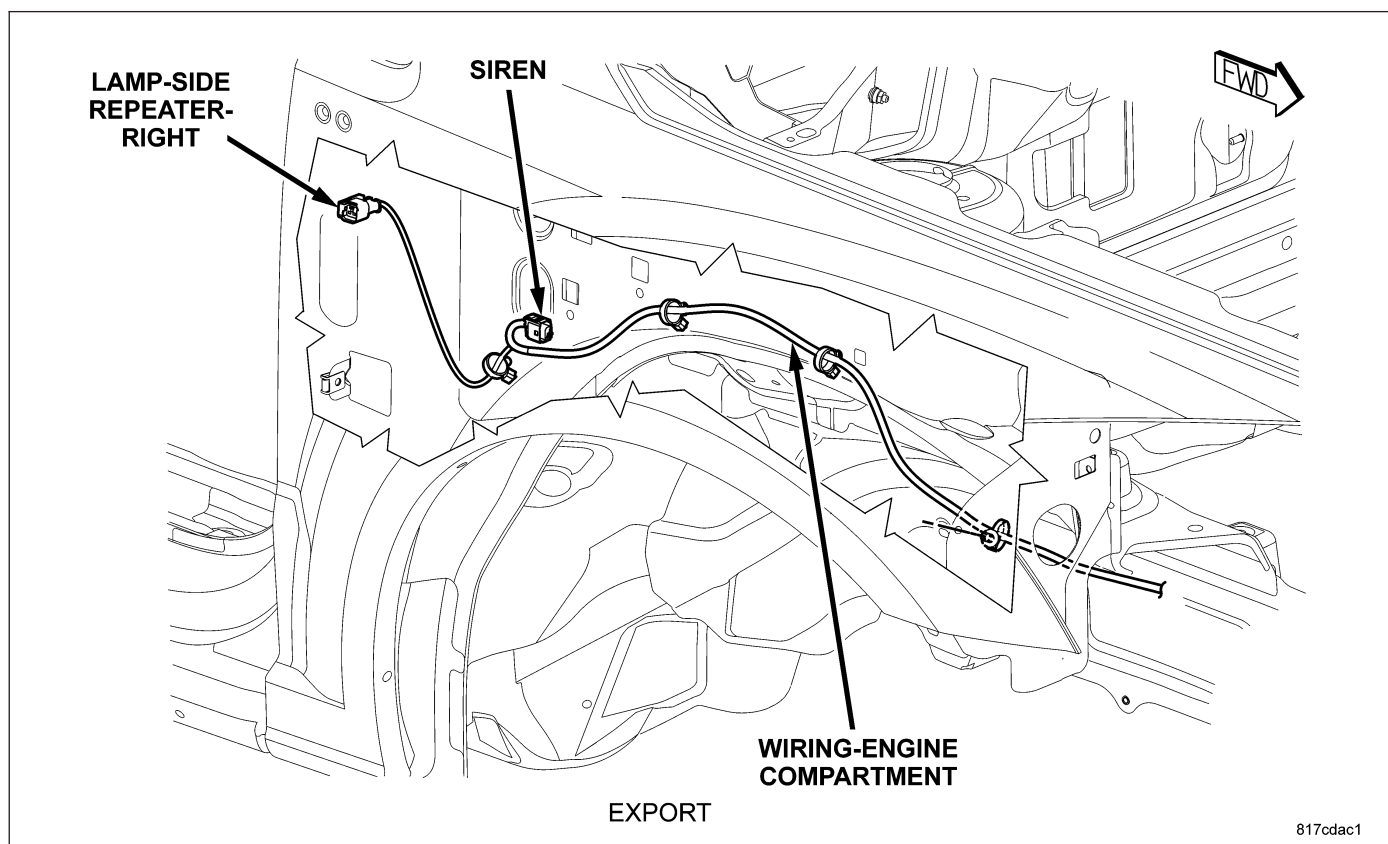 LAMP-SIDE
REPEATER-
RIGHT
SIREN
FWD
WIRING-ENGINE
COMPARTMENT
EXPORT
817cdac1